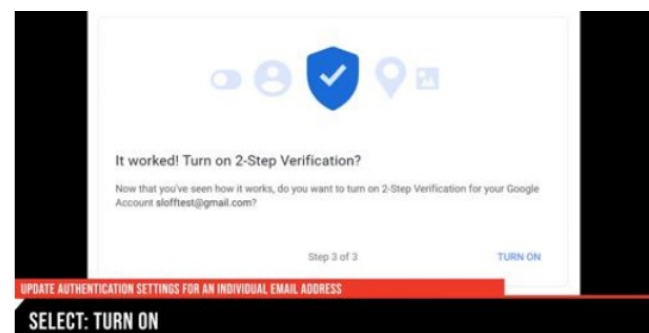 It worked! Turn on 2-Step Verification?
Now that you've seen how it works, do you want to turn on 2-Step Verification for your Google
Account slofftest@gmail.com?
Step 3 of 3
TURN ON
UPDATE AUTHENTICATION SETTINGS FOR AN INDIVIDUAL EMAIL ADDRESS
SELECT: TURN ON